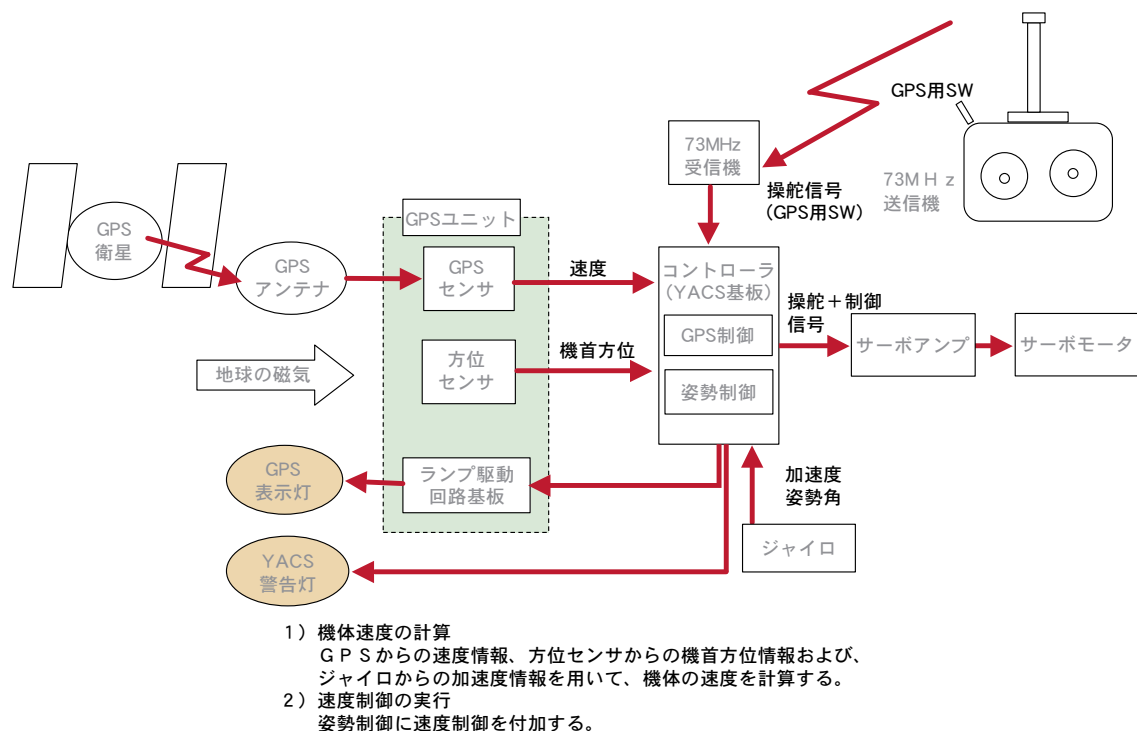 GPS用SW
73MHz
受信機
73MHz
送信機
操舵信号
(GPS用SW)
GPS
衛星
GPSユニット
GPS
アンテナ
GPS
センサ
速度
コントローラ
(YACS基板)
操舵+制御
信号
GPS制御
サーボアンプ
サーボモータ
地球の磁気
方位
センサ
機首方位
姿勢制御
GPS
表示灯
ランプ駆動
回路基板
加速度
姿勢角
ジャイロ
YACS
警告灯
1)機体速度の計算
GPSからの速度情報、方位センサからの機首方位情報および、
ジャイロからの加速度情報を用いて、機体の速度を計算する。
2)速度制御の実行
姿勢制御に速度制御を付加する。